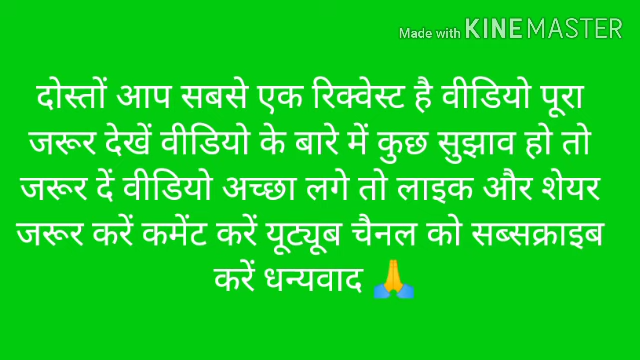 Made with KINEMASTER
दोस्तों आप सबसे एक रिक्वेस्ट है वीडियो पूरा
जरूर देखें वीडियो के बारे में कुछ सुझाव हो तो
जरूर दें वीडियो अच्छा लगे तो लाइक और शेयर
जरूर करें कमेंट करें यूट्यूब चैनल को सब्सक्राइब
करें धन्यवाद 🙏